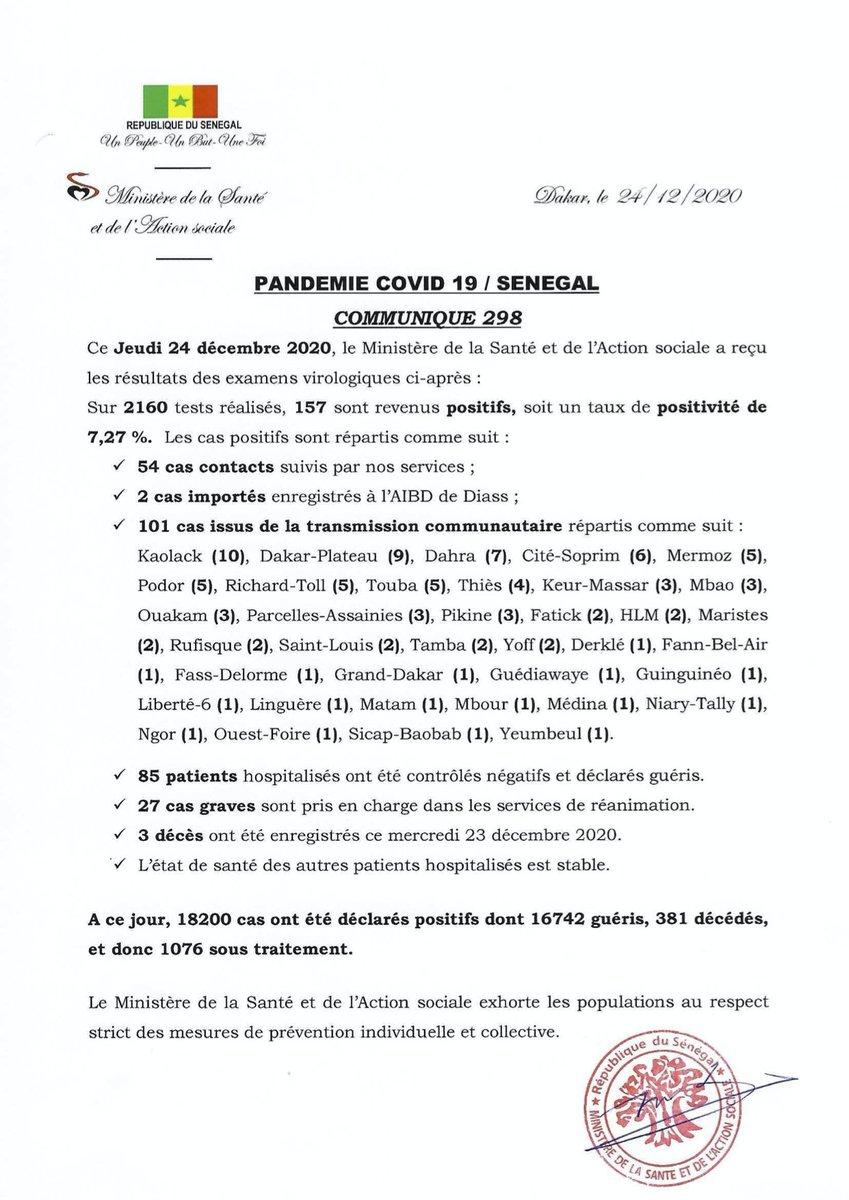 REPUBLIQUE DU SENEGAL
Un Peuple-Un But-Une Foi
Ministère de la Santé
et de l'Action sociale
Dakar, le 24/12/2020
PANDEMIE COVID 19 / SENEGAL
COMMUNIQUE 298
Ce Jeudi 24 décembre 2020, le Ministère de la Santé et de l'Action sociale a reçu
les résultats des examens virologiques ci-après :
Sur 2160 tests réalisés, 157 sont revenus positifs, soit un taux de positivité de
7,27 %. Les cas positifs sont répartis comme suit :
✓ 54 cas contacts suivis par nos services ;
✓ 2 cas importés enregistrés à l'AIBD de Diass ;
✓ 101 cas issus de la transmission communautaire répartis comme suit :
Kaolack (10), Dakar-Plateau (9), Dahra (7), Cité-Soprim (6), Mermoz (5),
Podor (5), Richard-Toll (5), Touba (5), Thiès (4), Keur-Massar (3), Mbao (3),
Ouakam (3), Parcelles-Assainies (3), Pikine (3), Fatick (2), HLM (2), Maristes
(2), Rufisque (2), Saint-Louis (2), Tamba (2), Yoff (2), Derklé (1), Fann-Bel-Air
(1), Fass-Delorme (1), Grand-Dakar (1), Guédiawaye (1), Guinguinéo (1),
Liberté-6 (1), Linguère (1), Matam (1), Mbour (1), Médina (1), Niary-Tally (1),
Ngor (1), Ouest-Foire (1), Sicap-Baobab (1), Yeumbeul (1).
✓ 85 patients hospitalisés ont été contrôlés négatifs et déclarés guéris.
✓ 27 cas graves sont pris en charge dans les services de réanimation.
✓ 3 décès ont été enregistrés ce mercredi 23 décembre 2020.
✓ L'état de santé des autres patients hospitalisés est stable.
A ce jour, 18200 cas ont été déclarés positifs dont 16742 guéris, 381 décédés,
et donc 1076 sous traitement.
Le Ministère de la Santé et de l'Action sociale exhorte les populations au respect
strict des mesures de prévention individuelle et collective.
République du Sénégal
MINISTRE DE LA SANTE ET DE L'ACTION SOCIALE